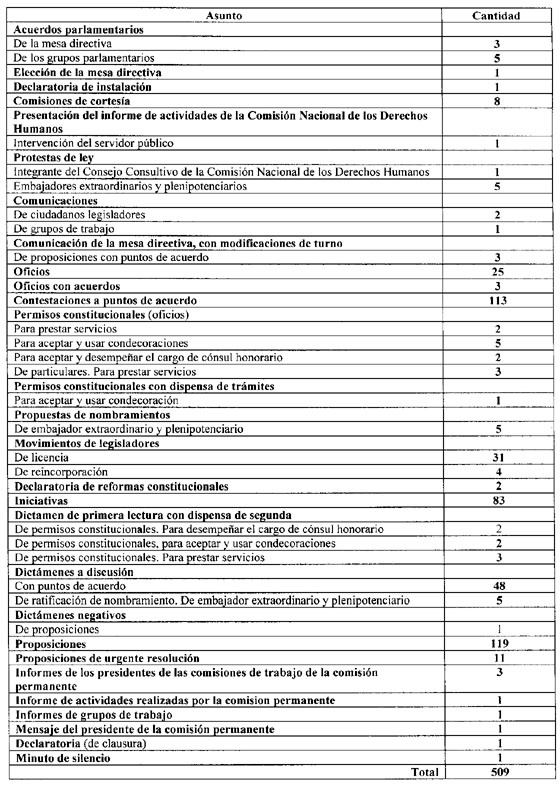 Asunto Cantidad
Acuerdos parlamentarios
De la mesa directiva 3
De los grupos parlamentarios 5
Elección de la mesa directiva 1
Declaratoria de instalación 1
Comisiones de cortesía 8
Presentación del informe de actividades de la Comisión Nacional de los Derechos
Humanos
Intervención del servidor público 1
Protestas de ley
Integrante del Consejo Consultivo de la Comisión Nacional de los Derechos Humanos 1
Embajadores extraordinarios y plenipotenciarios 5
Comunicaciones
De ciudadanos legisladores 2
De grupos de trabajo 1
Comunicación de la mesa directiva, con modificaciones de turno
De proposiciones con puntos de acuerdo 3
Oficios 25
Oficios con acuerdos 3
Contestaciones a puntos de acuerdo 113
Permisos constitucionales (oficios)
Para prestar servicios 2
Para aceptar y usar condecoraciones 5
Para aceptar y desempeñar el cargo de cónsul honorario 2
De particulares. Para prestar servicios 3
Permisos constitucionales con dispensa de trámites
Para aceptar y usar condecoración 1
Propuestas de nombramientos
De embajador extraordinario y plenipotenciario 5
Movimientos de legisladores
De licencia 31
De reincorporación 4
Declaratoria de reformas constitucionales 2
Iniciativas 83
Dictamen de primera lectura con dispensa de segunda
De permisos constitucionales. Para desempeñar el cargo de cónsul honorario 2
De permisos constitucionales, para aceptar y usar condecoraciones 2
De permisos constitucionales. Para prestar servicios 3
Dictámenes a discusión
Con puntos de acuerdo 48
De ratificación de nombramiento. De embajador extraordinario y plenipotenciario 5
Dictámenes negativos
De proposiciones 1
Proposiciones 119
Proposiciones de urgente resolución 11
Informes de los presidentes de las comisiones de trabajo de la comisión 3
permanente
Informe de actividades realizadas por la comision permanente 1
Informes de grupos de trabajo 1
Mensaje del presidente de la comisión permanente 1
Declaratoria (de clausura) 1
Minuto de silencio 1
Total 509